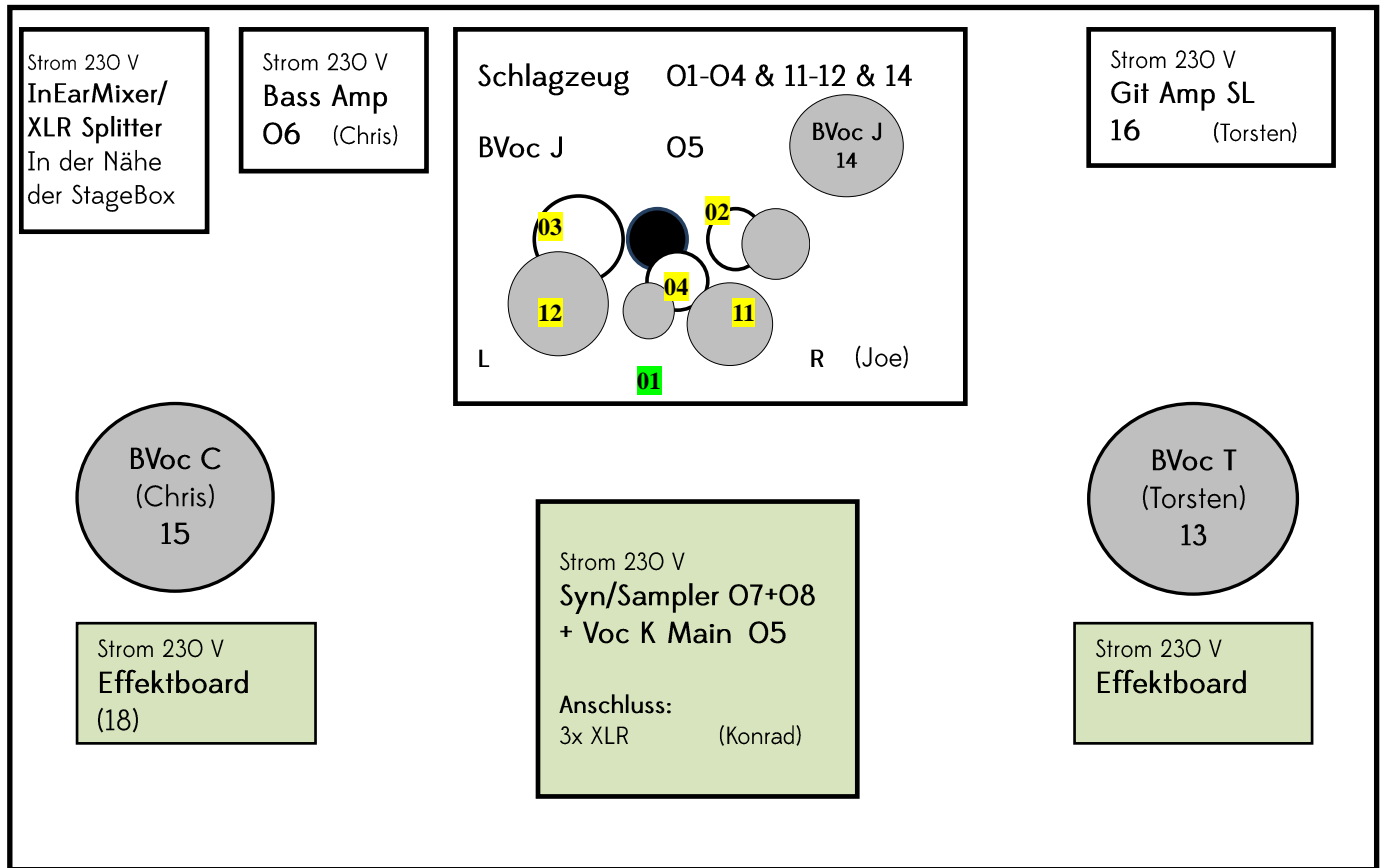 Strom 230 V
InEarMixer/
XLR Splitter
In der Nähe
der StageBox
Strom 230 V
Bass Amp
06 (Chris)
Schlagzeug 01-04 & 11-12 & 14
BVoc J 05
BVoc J
14
03
02
04
12
11
L
R (Joe)
01
Strom 230 V
Git Amp SL
16 (Torsten)
BVoc C
(Chris)
15
BVoc T
(Torsten)
13
Strom 230 V
Effektboard
(18)
Strom 230 V
Syn/Sampler 07+08
+ Voc K Main 05
Anschluss:
3x XLR (Konrad)
Strom 230 V
Effektboard